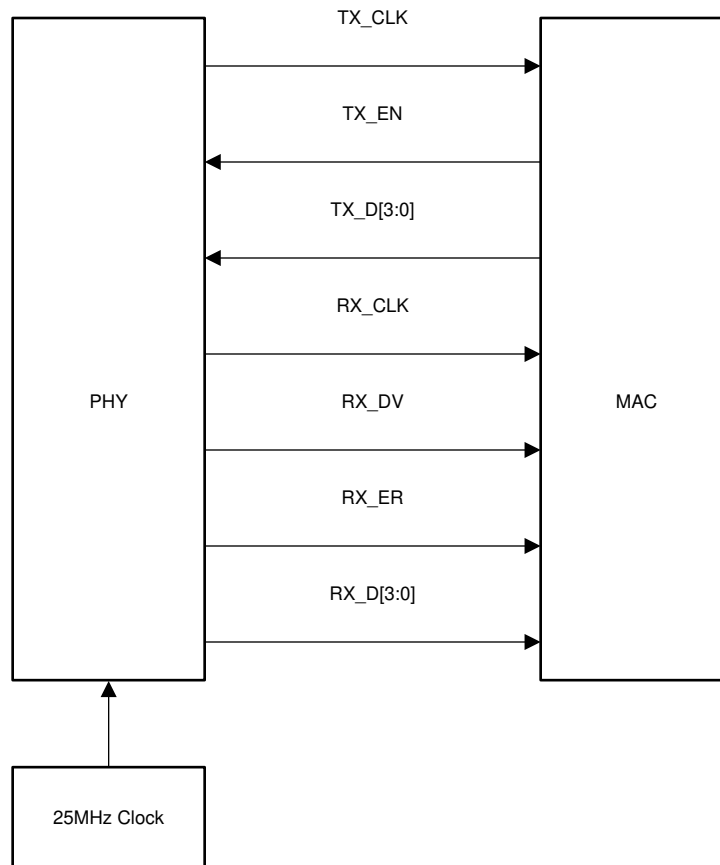 TX_CLK
TX_EN
TX_D[3:0]
RX_CLK
PHY
RX_DV
MAC
RX_ER
RX_D[3:0]
25MHz Clock